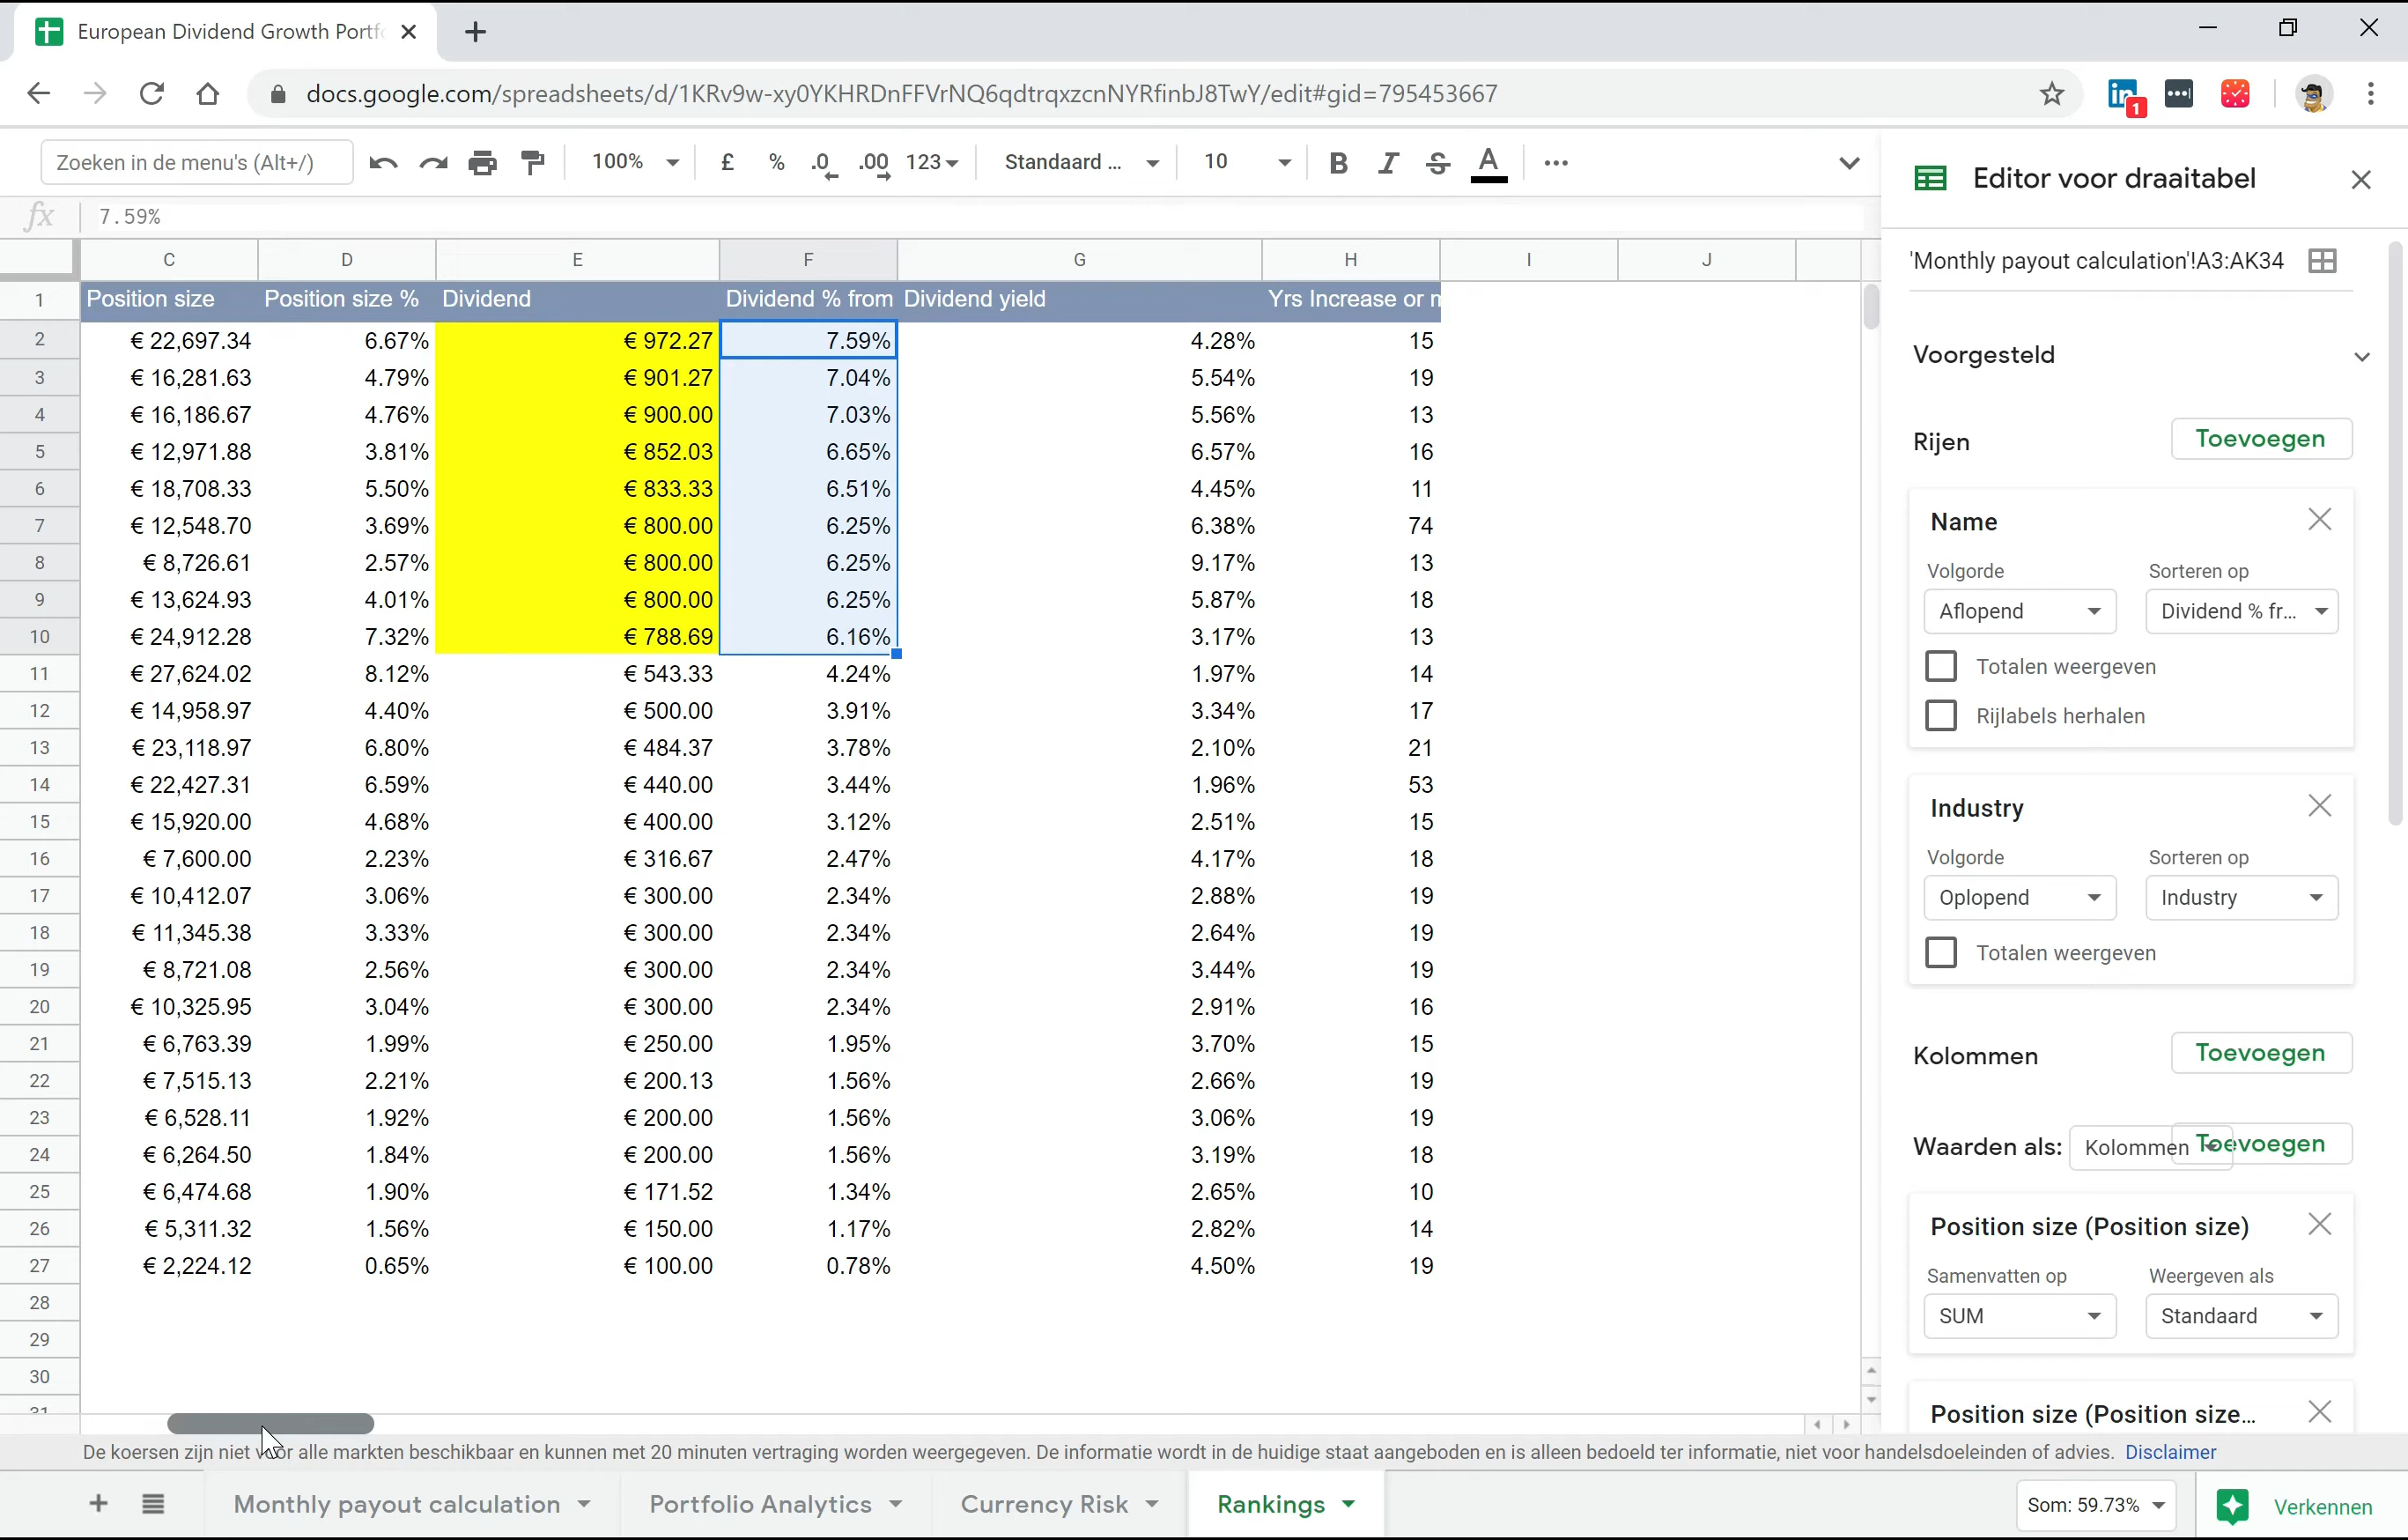 European Dividend Growth Portf
docs.google.com/spreadsheets/d/1KRv9w-xy0YKHRDnFFVrNQ6qdtrqxzcnNYRfinbJ8TwY/edit#gid=795453667
1
Zoeken in de menu's (Alt+/) 100% £ % .0 .00 123 Standaard ... 10 B I S A
fx 7.59%
C D E F G H I J
1 Position size Position size % Dividend Dividend % from Dividend yield Yrs Increase or
2 € 22,697.34 6.67% € 972.27 7.59% 4.28% 15
3 € 16,281.63 4.79% € 901.27 7.04% 5.54% 19
4 € 16,186.67 4.76% € 900.00 7.03% 5.56% 13
5 € 12,971.88 3.81% € 852.03 6.65% 6.57% 16
6 € 18,708.33 5.50% € 833.33 6.51% 4.45% 11
7 € 12,548.70 3.69% € 800.00 6.25% 6.38% 74
8 € 8,726.61 2.57% € 800.00 6.25% 9.17% 13
9 € 13,624.93 4.01% € 800.00 6.25% 5.87% 18
10 € 24,912.28 7.32% € 788.69 6.16% 3.17% 13
11 € 27,624.02 8.12% € 543.33 4.24% 1.97% 14
12 € 14,958.97 4.40% € 500.00 3.91% 3.34% 17
13 € 23,118.97 6.80% € 484.37 3.78% 2.10% 21
14 € 22,427.31 6.59% € 440.00 3.44% 1.96% 53
15 € 15,920.00 4.68% € 400.00 3.12% 2.51% 15
16 € 7,600.00 2.23% € 316.67 2.47% 4.17% 18
17 € 10,412.07 3.06% € 300.00 2.34% 2.88% 19
18 € 11,345.38 3.33% € 300.00 2.34% 2.64% 19
19 € 8,721.08 2.56% € 300.00 2.34% 3.44% 19
20 € 10,325.95 3.04% € 300.00 2.34% 2.91% 16
21 € 6,763.39 1.99% € 250.00 1.95% 3.70% 15
22 € 7,515.13 2.21% € 200.13 1.56% 2.66% 19
23 € 6,528.11 1.92% € 200.00 1.56% 3.06% 19
24 € 6,264.50 1.84% € 200.00 1.56% 3.19% 18
25 € 6,474.68 1.90% € 171.52 1.34% 2.65% 10
26 € 5,311.32 1.56% € 150.00 1.17% 2.82% 14
27 € 2,224.12 0.65% € 100.00 0.78% 4.50% 19
28
29
30
31
Editor voor draaitabel
'Monthly payout calculation'!A3:AK34
Voorgesteld
Rijen Toevoegen
Name
Volgorde Sorteren op
Aflopend Dividend % fr...
Totalen weergeven
Rijlabels herhalen
Industry
Volgorde Sorteren op
Oplopend Industry
Totalen weergeven
Kolommen Toevoegen
Waarden als: Kolommen Toevoegen
Position size (Position size)
Samenvatten op Weergeven als
SUM Standaard
Position size (Position size...
De koersen zijn niet voor alle markten beschikbaar en kunnen met 20 minuten vertraging worden weergegeven. De informatie wordt in de huidige staat aangeboden en is alleen bedoeld ter informatie, niet voor handelsdoeleinden of advies. Disclaimer
Monthly payout calculation Portfolio Analytics Currency Risk Rankings Som: 59.73% Verkennen